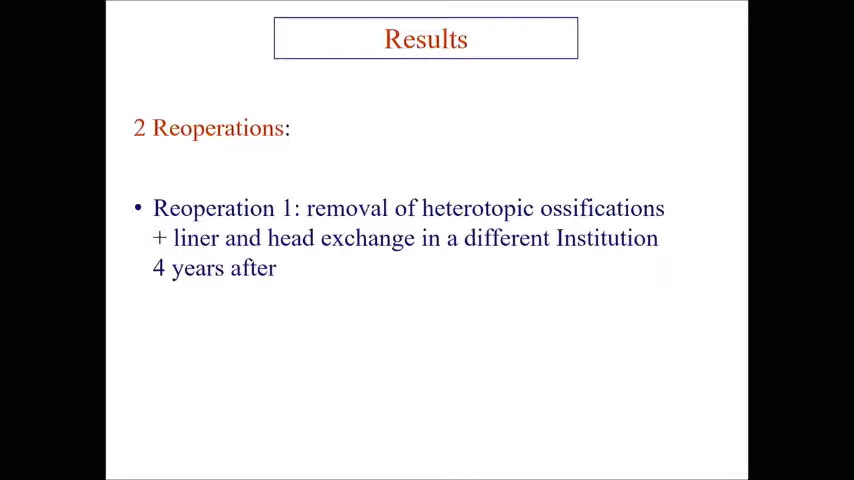 Results
2 Reoperations:
• Reoperation 1: removal of heterotopic ossifications
+ liner and head exchange in a different Institution
4 years after